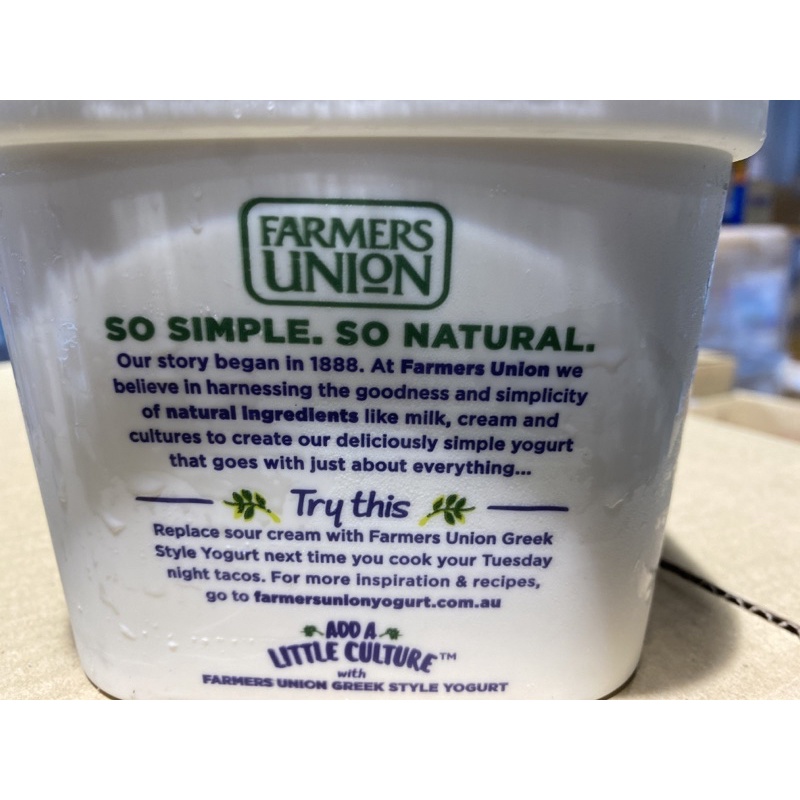 FARMERS
UNION
SO SIMPLE. SO NATURAL.
Our story began in 1888. At Farmers Union we
believe in harnessing the goodness and simplicity
of natural ingredients like milk, cream and
cultures to create our deliciously simple yogurt
that goes with just about everything...
Try this
Replace sour cream with Farmers Union Greek
Style Yogurt next time you cook your Tuesday
night tacos. For more inspiration & recipes,
go to farmersunionyogurt.com.au
ADD A
LITTLE CULTURE™
with
FARMERS UNION GREEK STYLE YOGURT